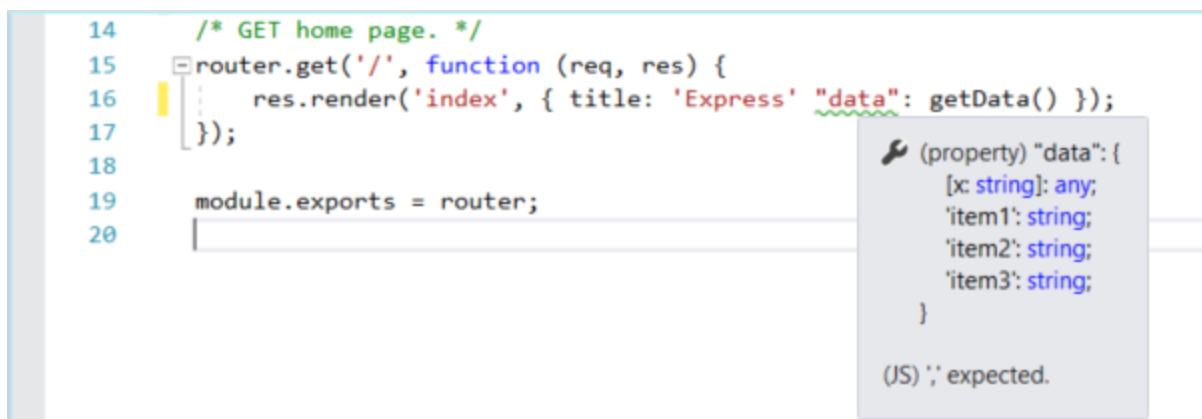 14 /* GET home page. */
15 router.get('/', function (req, res) {
16 res.render('index', { title: 'Express' "data": getData() });
17 });
18
19 module.exports = router;
20
(property) "data": {
[x: string]: any;
'item1': string;
'item2': string;
'item3': string;
}
(JS) ',' expected.